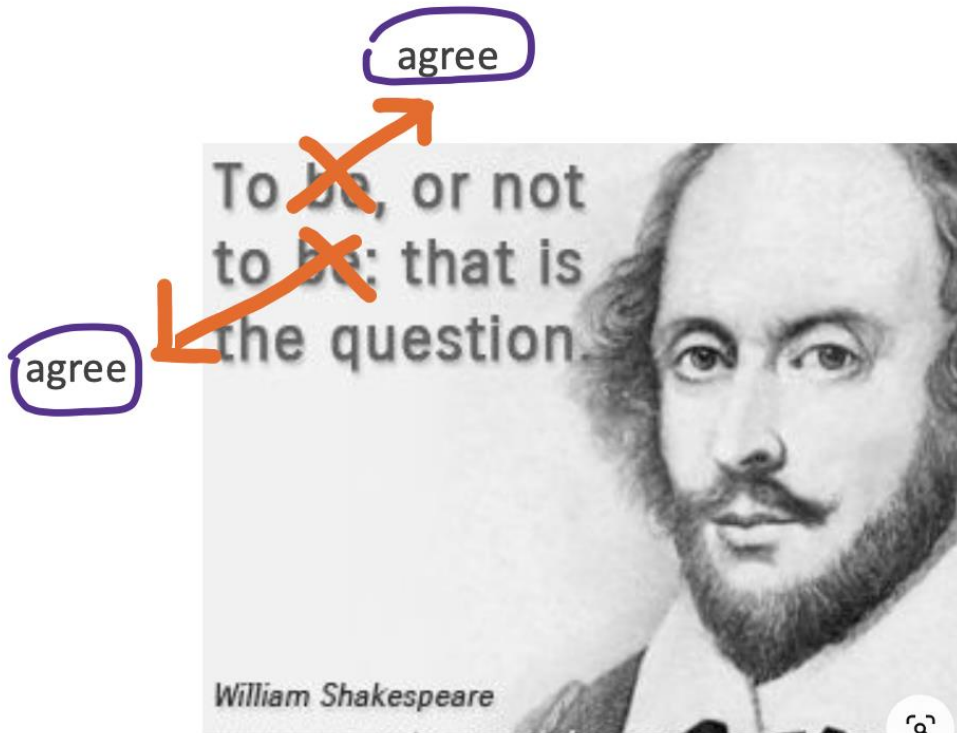 agree
To be, or not
to be: that is
the question.
agree
William Shakespeare